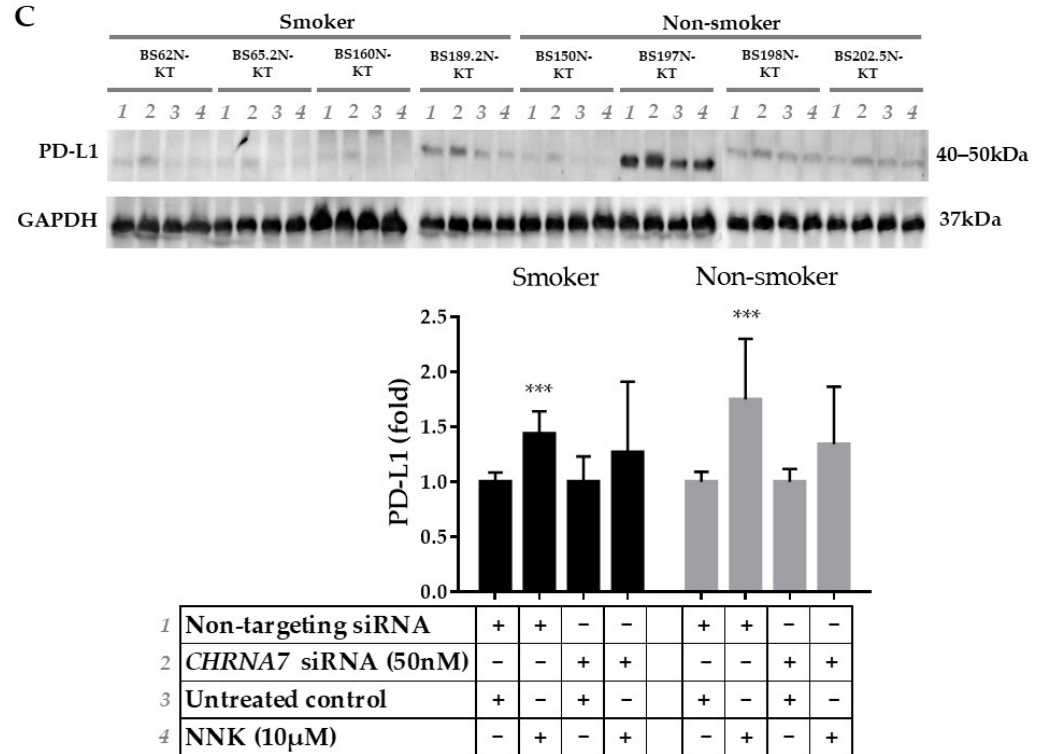 C
Smoker Non-smoker
BS62N- BS65.2N- BS160N- BS189.2N- BS150N- BS197N- BS198N- BS202.5N-
KT KT KT KT KT KT KT KT
1 2 3 4 1 2 3 4 1 2 3 4 1 2 3 4 1 2 3 4 1 2 3 4 1 2 3 4 1 2 3 4
PD-L1 40–50kDa
GAPDH 37kDa
Smoker Non-smoker
PD-L1 (fold)
2.5
2.0
1.5
1.0
0.5
0.0
*** ***
1 Non-targeting siRNA + + − − + + − −
2 CHRNA7 siRNA (50nM) − − + + − − + +
3 Untreated control + − + − + − + −
4 NNK (10μM) − + − + − + − +